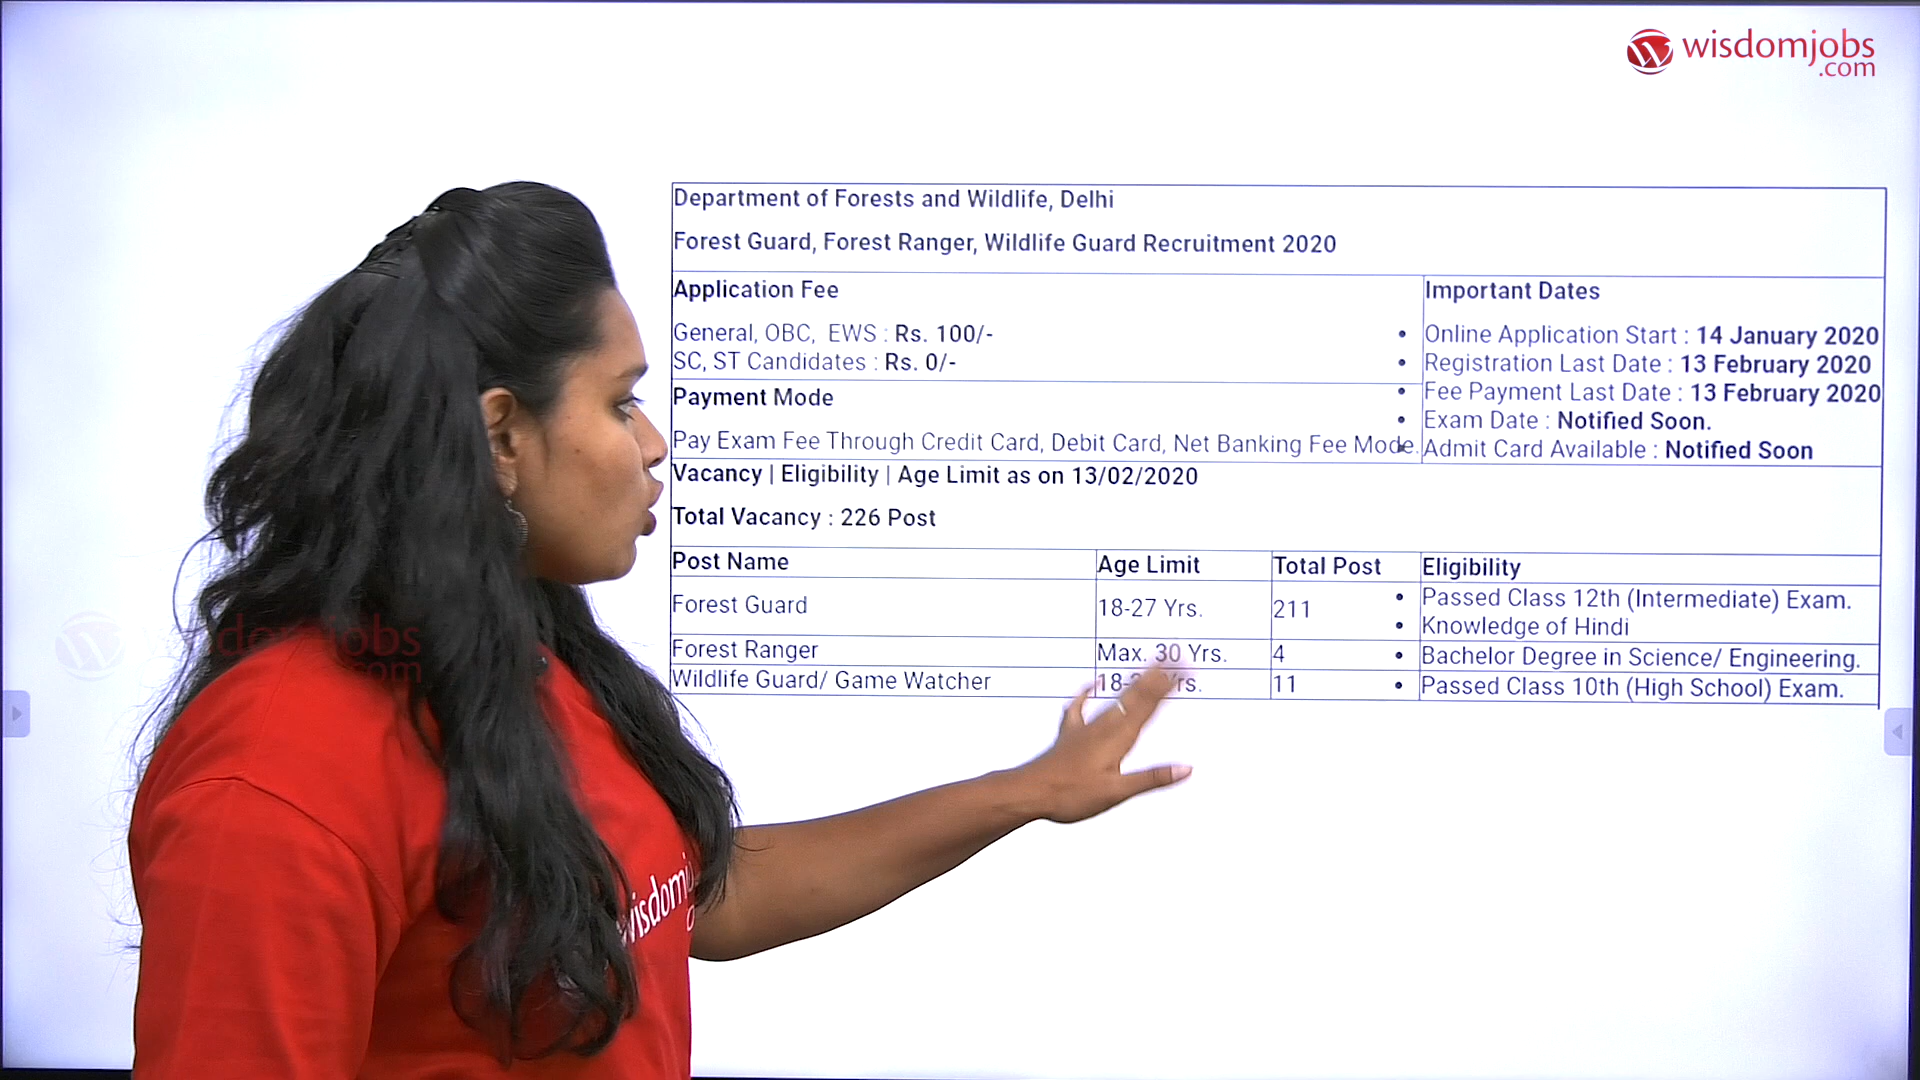 wisdomjobs
.com
Department of Forests and Wildlife, Delhi
Forest Guard, Forest Ranger, Wildlife Guard Recruitment 2020
Application Fee
General, OBC, EWS : Rs. 100/-
SC, ST Candidates : Rs. 0/-
Payment Mode
Pay Exam Fee Through Credit Card, Debit Card, Net Banking Fee Mode.
Important Dates
• Online Application Start : 14 January 2020
• Registration Last Date : 13 February 2020
• Fee Payment Last Date : 13 February 2020
• Exam Date : Notified Soon.
• Admit Card Available : Notified Soon
Vacancy | Eligibility | Age Limit as on 13/02/2020
Total Vacancy : 226 Post
Post Name Age Limit Total Post Eligibility
Forest Guard 18-27 Yrs. 211
• Passed Class 12th (Intermediate) Exam.
• Knowledge of Hindi
Forest Ranger Max. 30 Yrs. 4 • Bachelor Degree in Science/ Engineering.
Wildlife Guard/ Game Watcher Yrs. 11 • Passed Class 10th (High School) Exam.
wisdomjobs
.com
wisdom